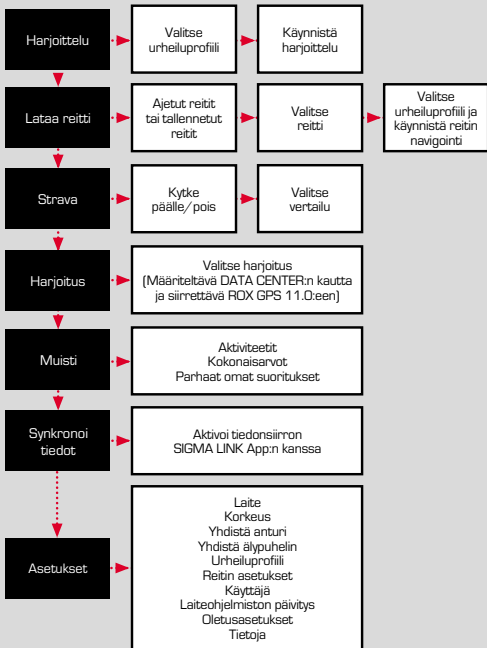 Harjoittelu
Valitse
urheiluprofiili
Käynnistä
harjoittelu
Lataa reitti
Ajetut reitit
tai tallennetut
reitit
Valitse
reitti
Valitse
urheiluprofiili ja
käynnistä reitin
navigointi
Strava
Kytke
päälle/pois
Valitse
vertailu
Harjoitus
Valitse harjoitus
(Määriteltävä DATA CENTER:n kautta
ja siirrettävä ROX GPS 11.0:een)
Muisti
Aktiviteetit
Kokonaisarvot
Parhaat omat suoritukset
Synkronoi
tiedot
Aktivoi tiedonsiirron
SIGMA LINK App:n kanssa
Asetukset
Laite
Korkeus
Yhdistä anturi
Yhdistä älypuhelin
Urheiluprofiili
Reitin asetukset
Käyttäjä
Laiteohjelmiston päivitys
Oletusasetukset
Tietoja